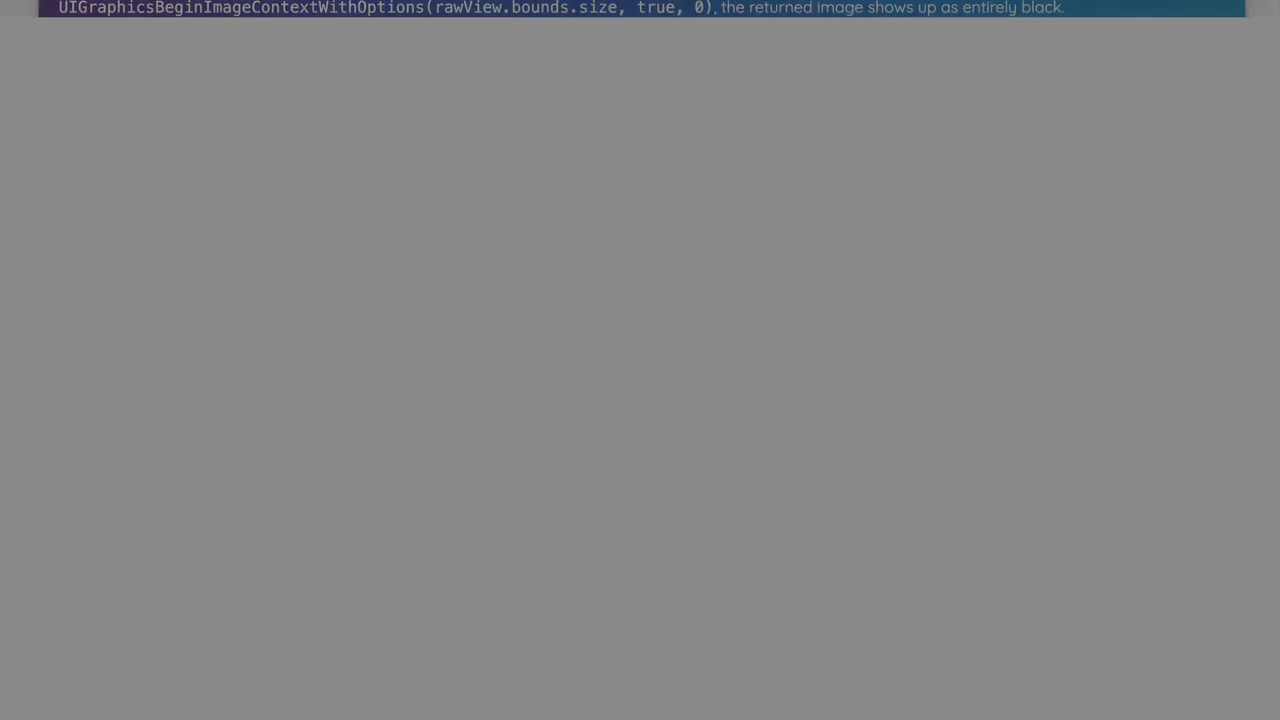 UIGraphicsBeginImageContextWithOptions(rawView.bounds.size, true, 0), the returned image shows up as entirely black.